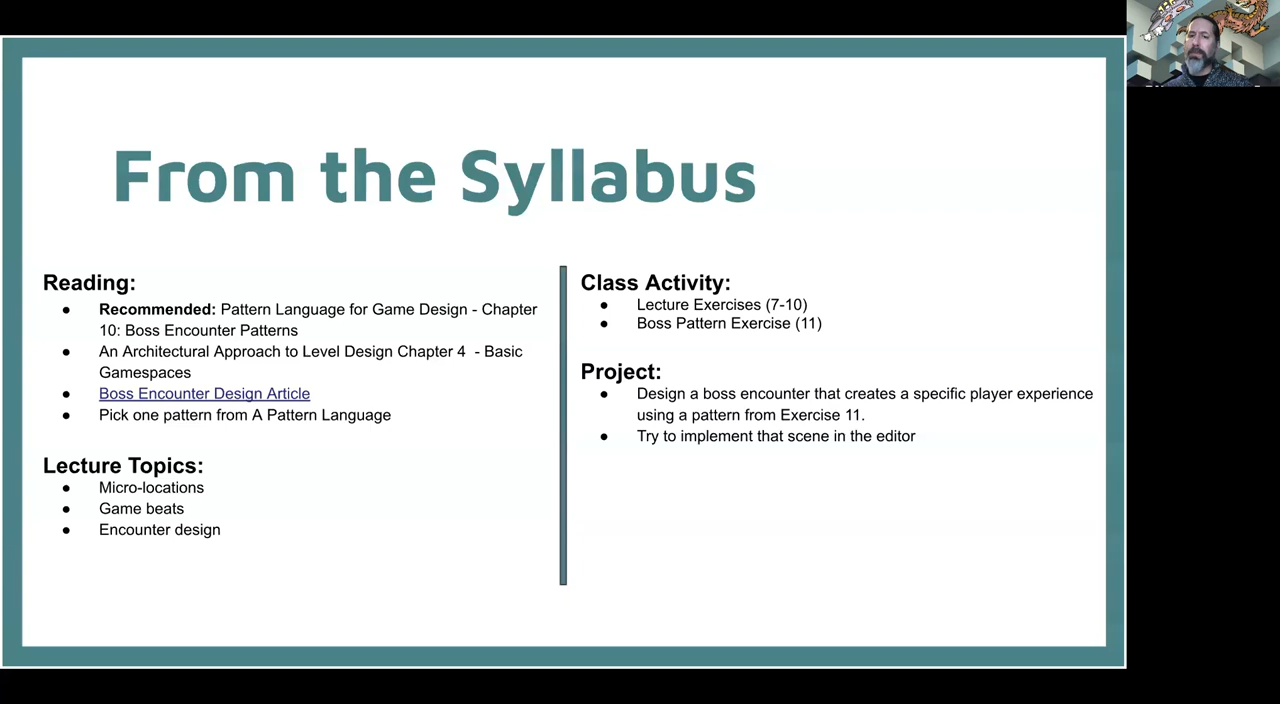 From the Syllabus
Reading:
● Recommended: Pattern Language for Game Design - Chapter
10: Boss Encounter Patterns
● An Architectural Approach to Level Design Chapter 4 - Basic
Gamespaces
● Boss Encounter Design Article
● Pick one pattern from A Pattern Language
Lecture Topics:
● Micro-locations
● Game beats
● Encounter design
Class Activity:
● Lecture Exercises (7-10)
● Boss Pattern Exercise (11)
Project:
● Design a boss encounter that creates a specific player experience
using a pattern from Exercise 11.
● Try to implement that scene in the editor